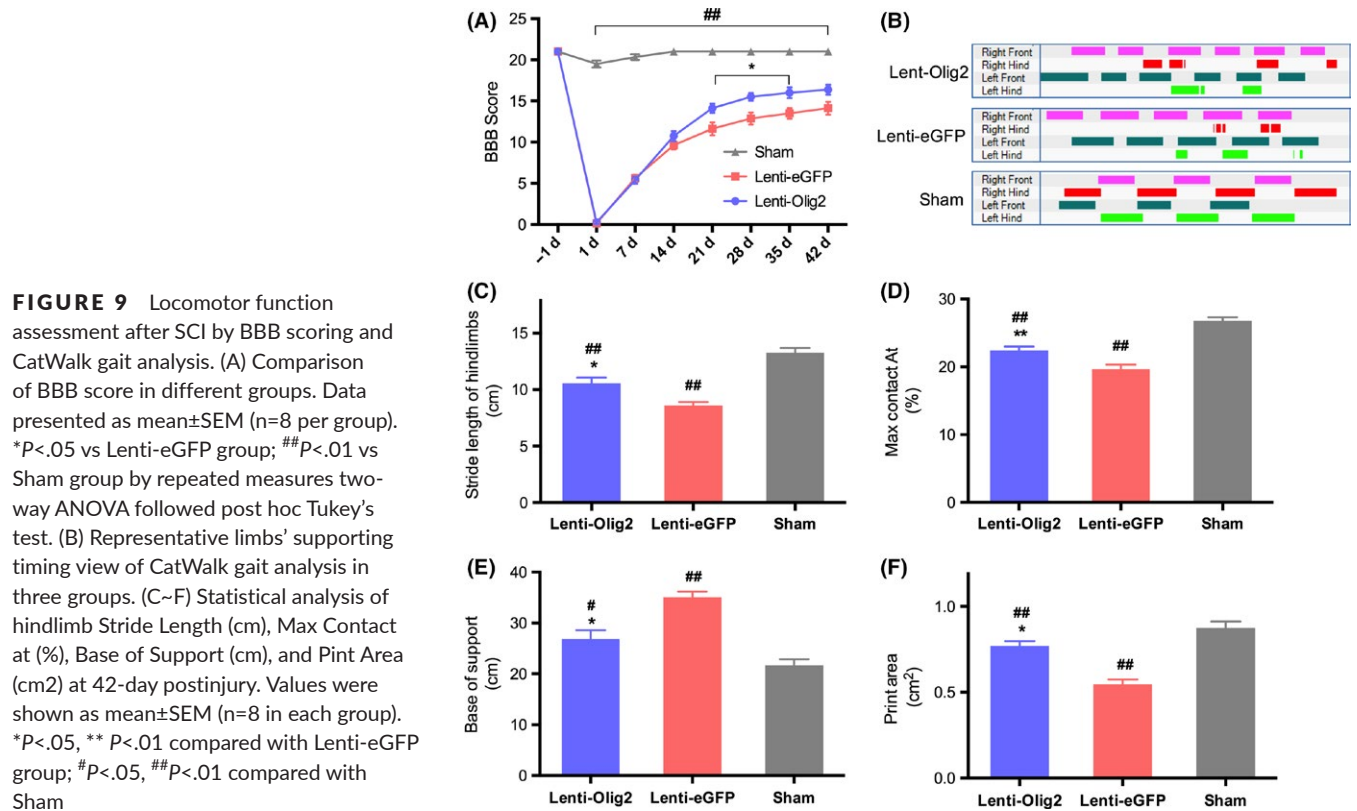 FIGURE 9 Locomotor function
assessment after SCI by BBB scoring and
CatWalk gait analysis. (A) Comparison
of BBB score in different groups. Data
presented as mean±SEM (n=8 per group).
*P<.05 vs Lenti-eGFP group; ##P<.01 vs
Sham group by repeated measures two-
way ANOVA followed post hoc Tukey's
test. (B) Representative limbs' supporting
timing view of CatWalk gait analysis in
three groups. (C~F) Statistical analysis of
hindlimb Stride Length (cm), Max Contact
at (%), Base of Support (cm), and Pint Area
(cm2) at 42-day postinjury. Values were
shown as mean±SEM (n=8 in each group).
*P<.05, ** P<.01 compared with Lenti-eGFP
group; #P<.05, ##P<.01 compared with
Sham
(A)
BBB Score
25
20
15
10
5
0
##
*
Sham
Lenti-eGFP
Lenti-Olig2
−1 d
1 d
7 d
14 d
21 d
28 d
35 d
42 d
(B)
Lent-Olig2
Right Front
Right Hind
Left Front
Left Hind
Lenti-eGFP
Right Front
Right Hind
Left Front
Left Hind
Sham
Right Front
Right Hind
Left Front
Left Hind
(C)
Stride length of hindlimbs
(cm)
15
10
5
0
##
*
##
Lenti-Olig2
Lenti-eGFP
Sham
(D)
Max contact At
(%)
30
20
10
0
##
**
##
Lenti-Olig2
Lenti-eGFP
Sham
(E)
Base of support
(cm)
40
30
20
10
0
#
*
##
Lenti-Olig2
Lenti-eGFP
Sham
(F)
Print area
(cm2)
1.0
0.5
0.0
##
*
##
Lenti-Olig2
Lenti-eGFP
Sham